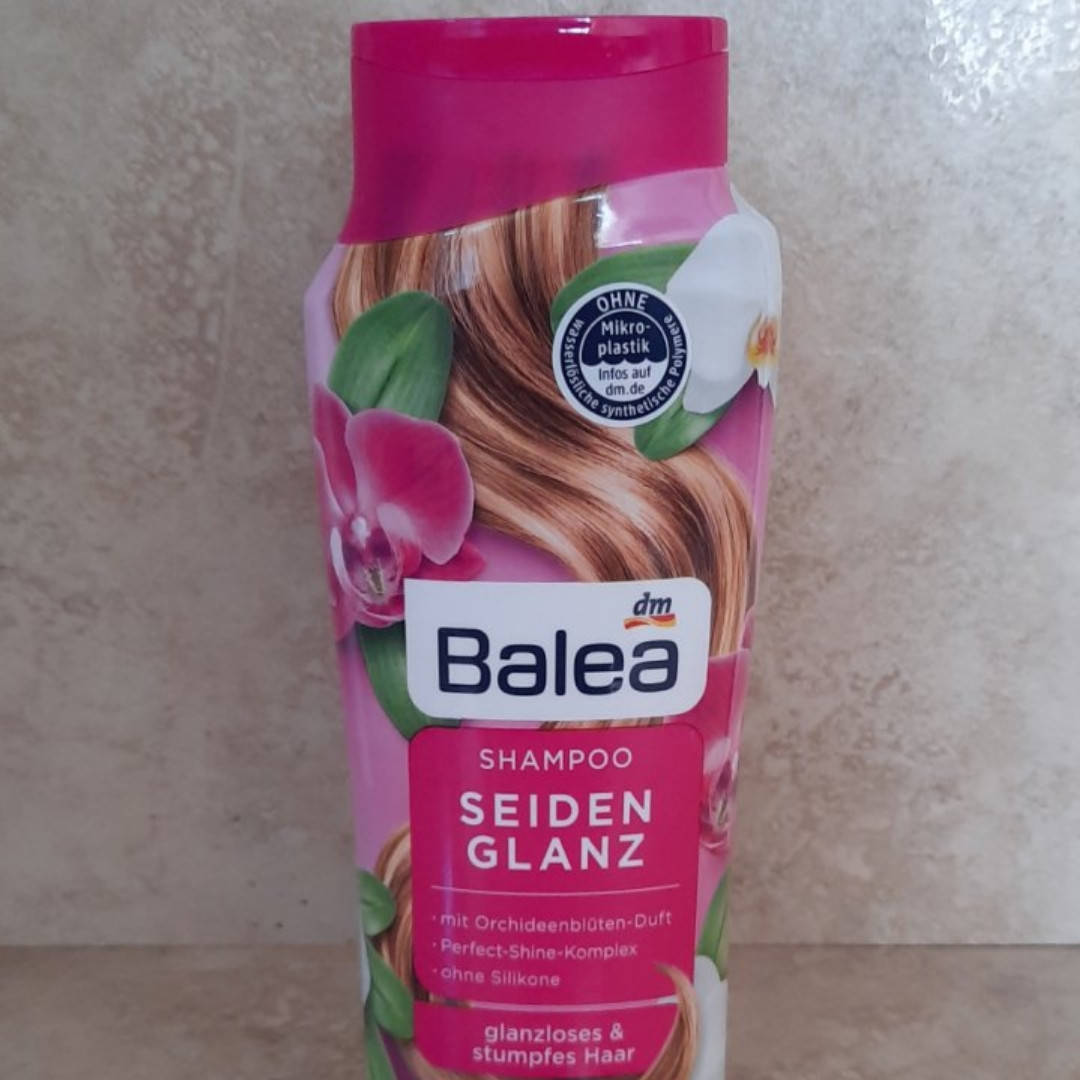 OHNE
Mikro-
plastik
Infos auf
dm.de
wasserlösliche synthetische Polymere
dm
Balea
SHAMPOO
SEIDEN
GLANZ
· mit Orchideenblüten-Duft
· Perfect-Shine-Komplex
· ohne Silikone
glanzloses &
stumpfes Haar